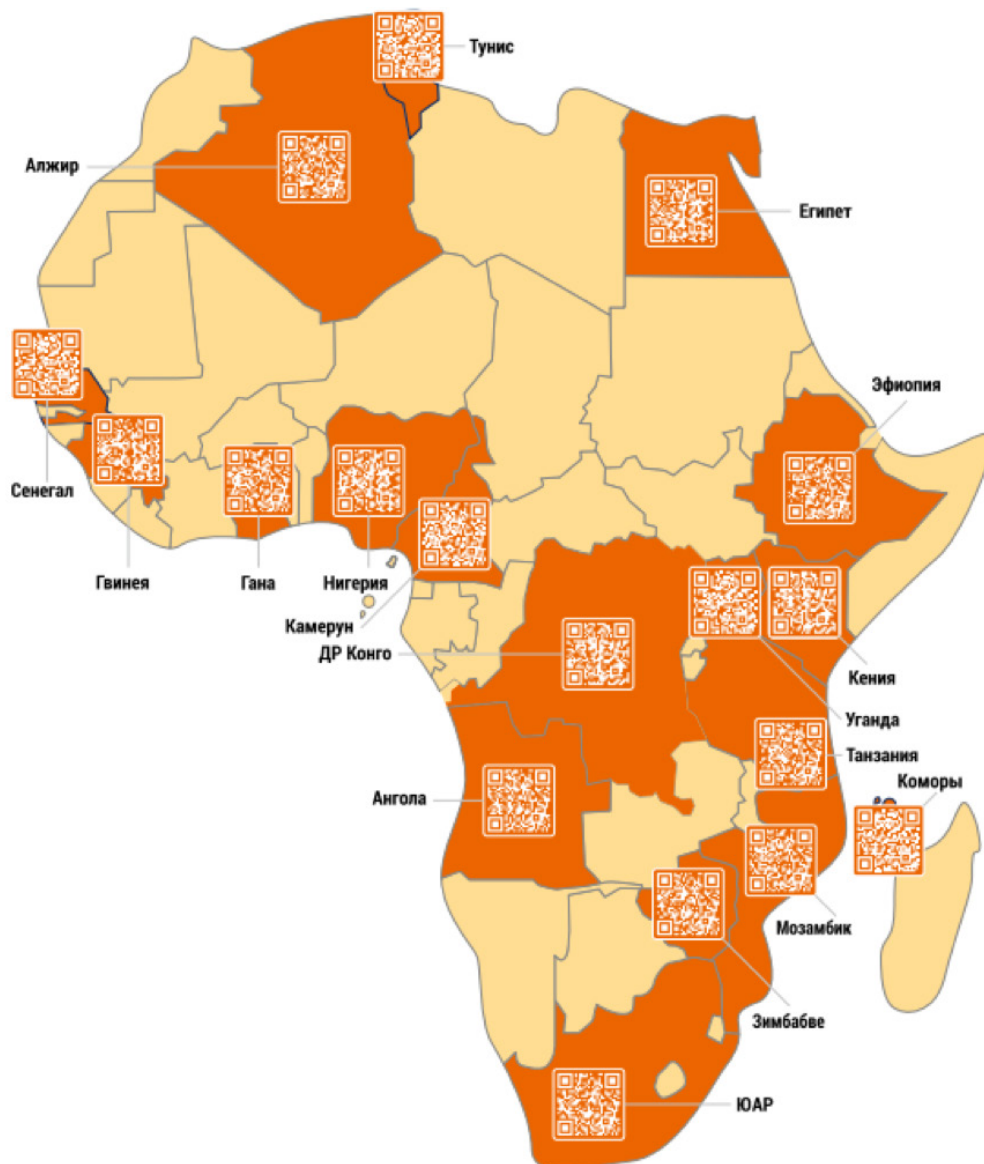 Тунис
Алжир
Египет
Эфиопия
Сенегал
Гвинея
Гана
Нигерия
Камерун
ДР Конго
Кения
Уганда
Танзания
Коморы
Ангола
Мозамбик
Зимбабве
ЮАР